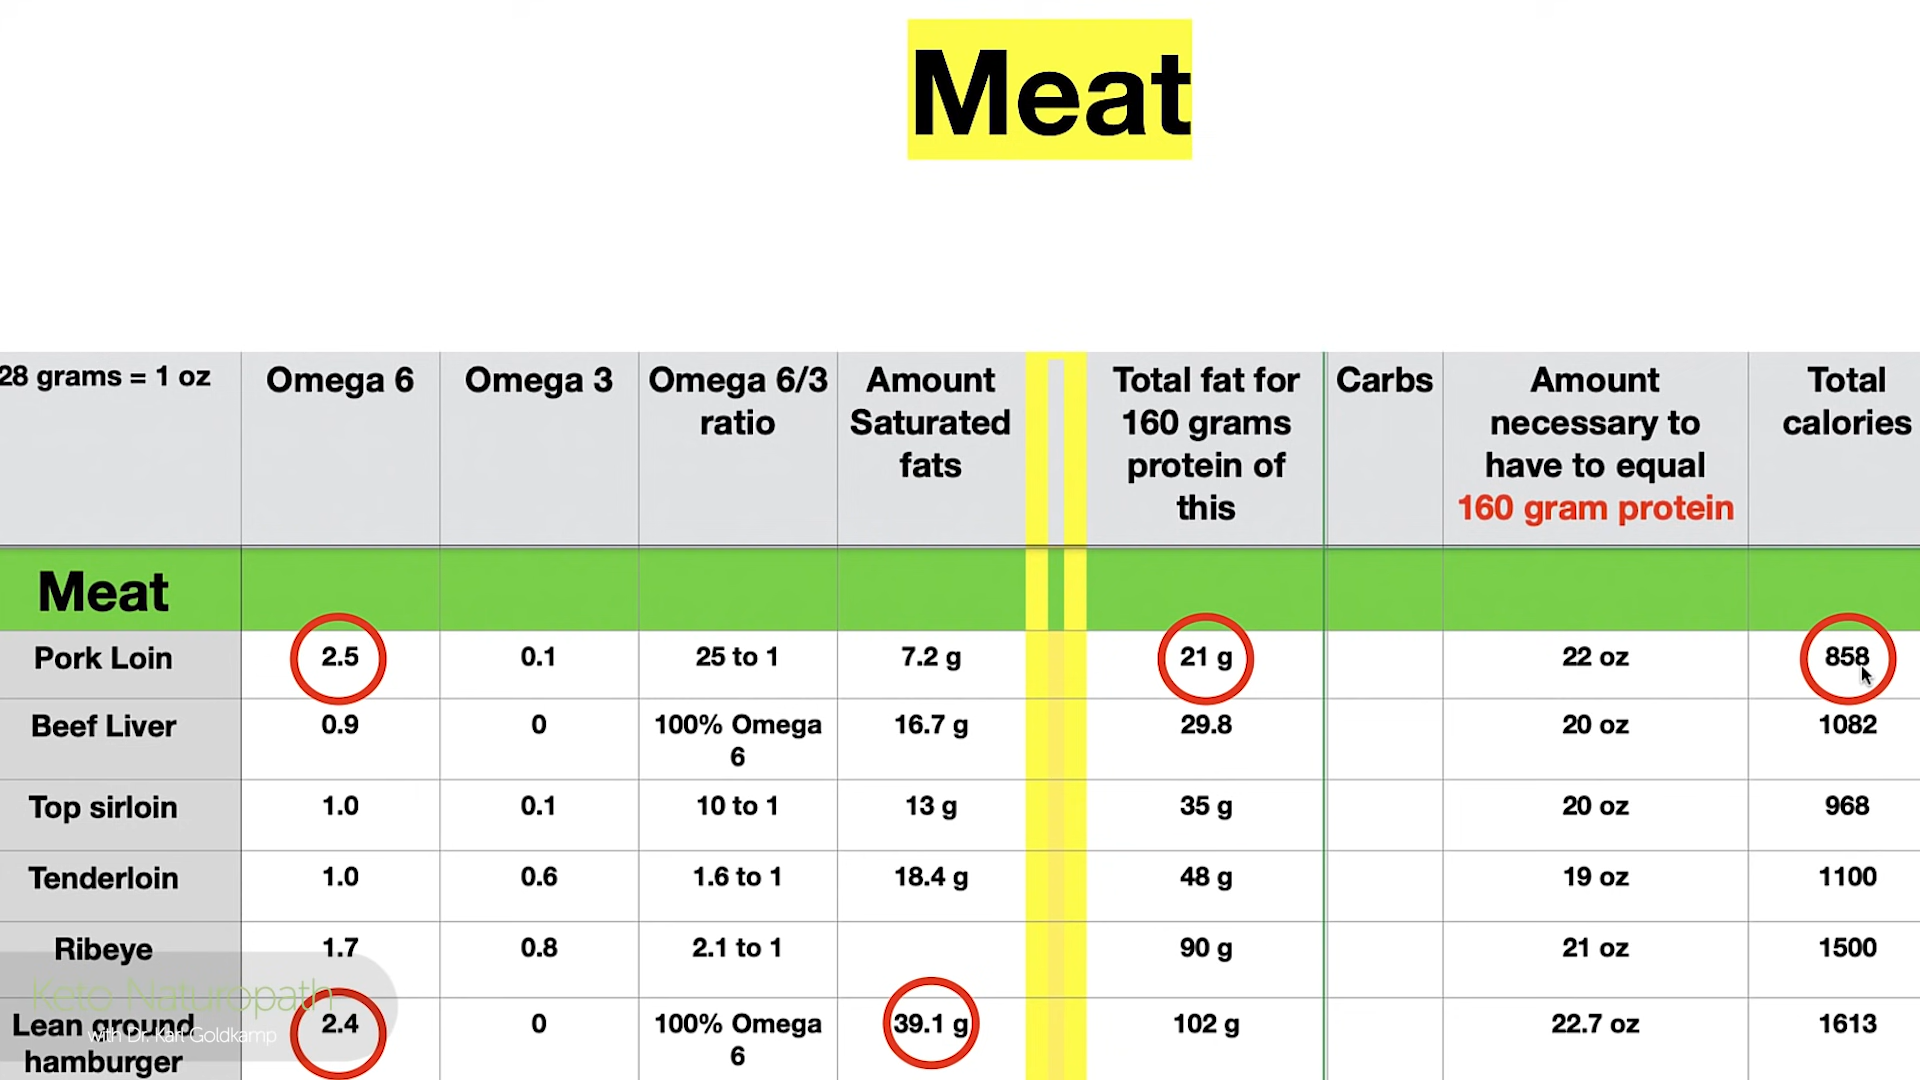 Meat
28 grams = 1 oz
Omega 6
Omega 3
Omega 6/3
ratio
Amount
Saturated
fats
Total fat for
160 grams
protein of
this
Carbs
Amount
necessary to
have to equal
160 gram protein
Total
calories
Meat
Pork Loin 2.5 0.1 25 to 1 7.2 g 21 g 22 oz 858
Beef Liver 0.9 0 100% Omega 6 16.7 g 29.8 20 oz 1082
Top sirloin 1.0 0.1 10 to 1 13 g 35 g 20 oz 968
Tenderloin 1.0 0.6 1.6 to 1 18.4 g 48 g 19 oz 1100
Ribeye 1.7 0.8 2.1 to 1 90 g 21 oz 1500
Lean ground hamburger 2.4 0 100% Omega 6 39.1 g 102 g 22.7 oz 1613
Keto Naturopath
with Dr. Karl Goldkamp